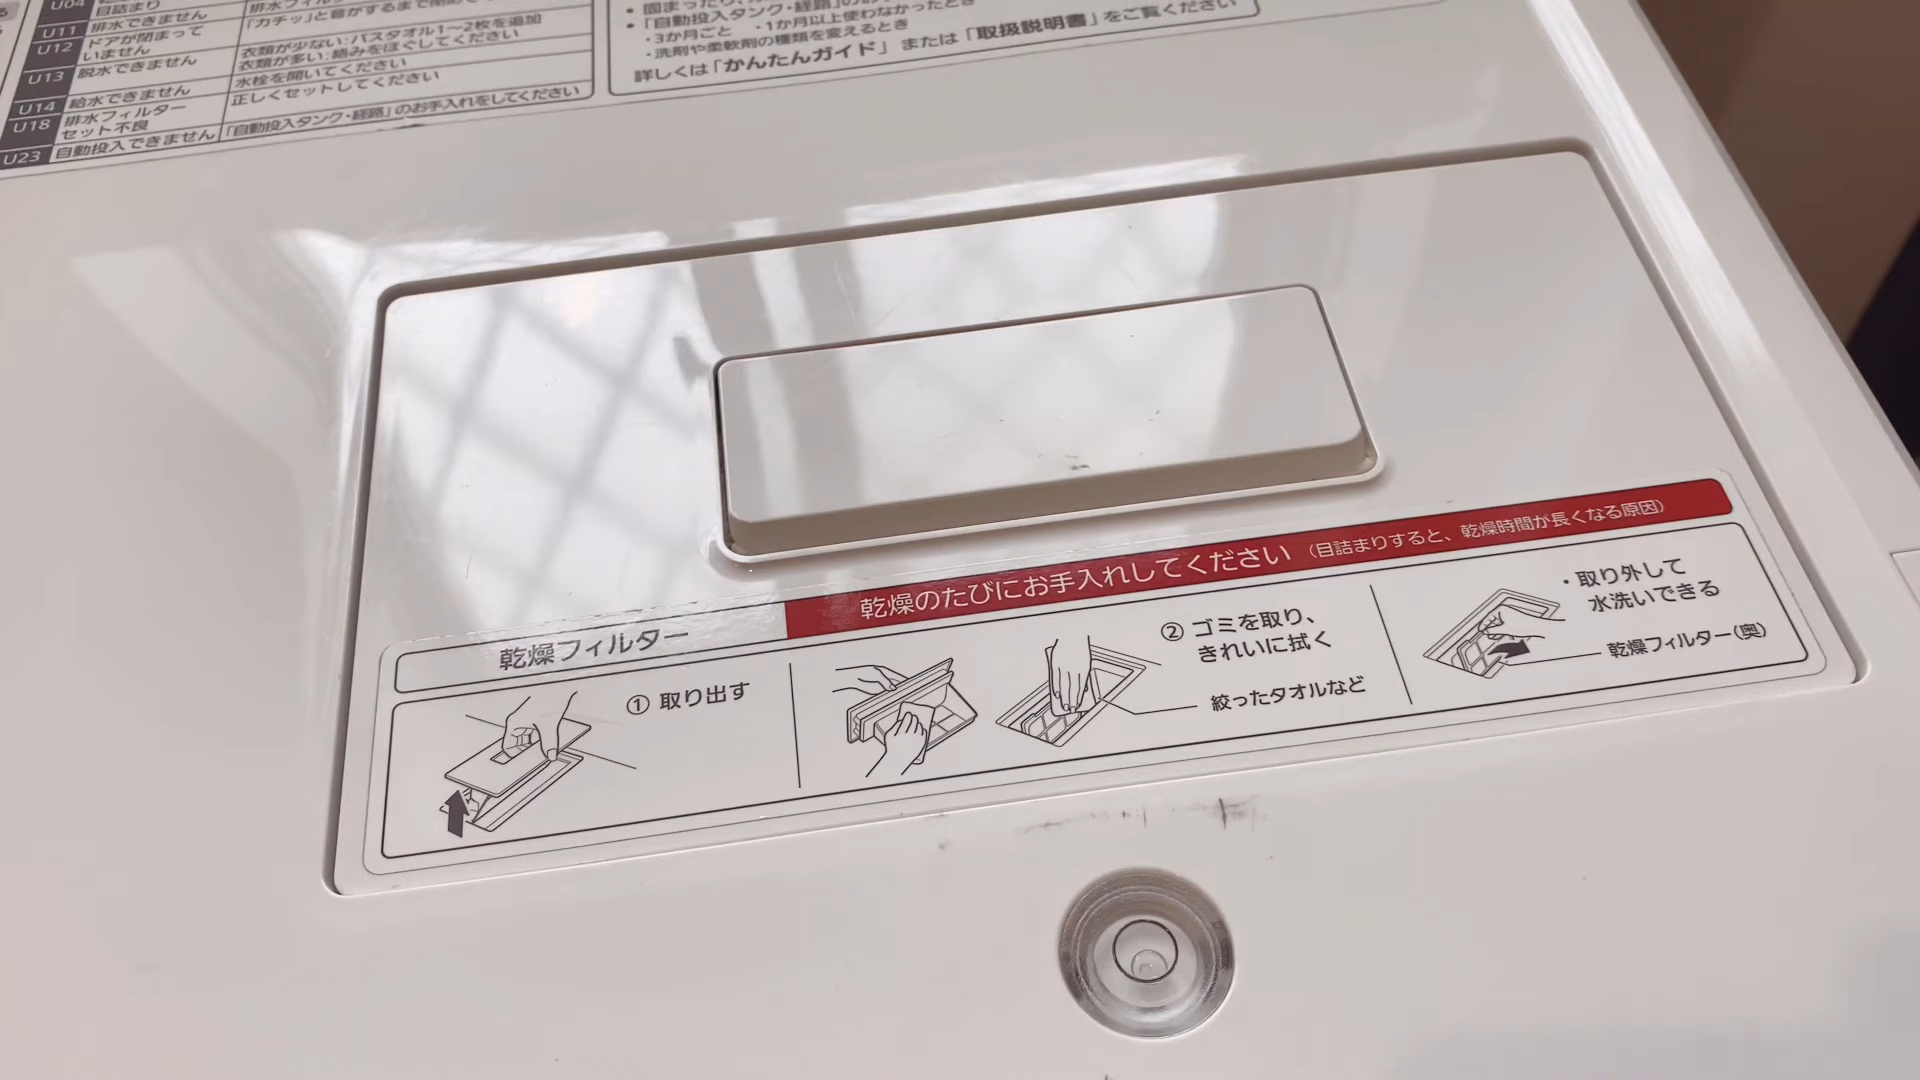 U04
目詰まり
U11 排水できません
「カチッ」と音がするまで閉め
U12 ドアが閉まって
いません
衣類が少ない：バスタオル1〜2枚を追加
衣類が多い：絡みをほぐしてください
U13 脱水できません
水栓を開いてください
U14 給水できません
正しくセットしてください
U18 排水フィルター
セット不良
U23 自動投入できません
「自動投入タンク・経路」のお手入れをしてください
・「自動投入タンク・経路」の
・3か月ごと ・1か月以上使わなかったとき
・洗剤や柔軟剤の種類を変えるとき
詳しくは「かんたんガイド」または「取扱説明書」をご覧ください
乾燥フィルター
乾燥のたびにお手入れしてください（目詰まりすると、乾燥時間が長くなる原因）
① 取り出す
② ゴミを取り、
きれいに拭く
絞ったタオルなど
・取り外して
水洗いできる
乾燥フィルター（奥）